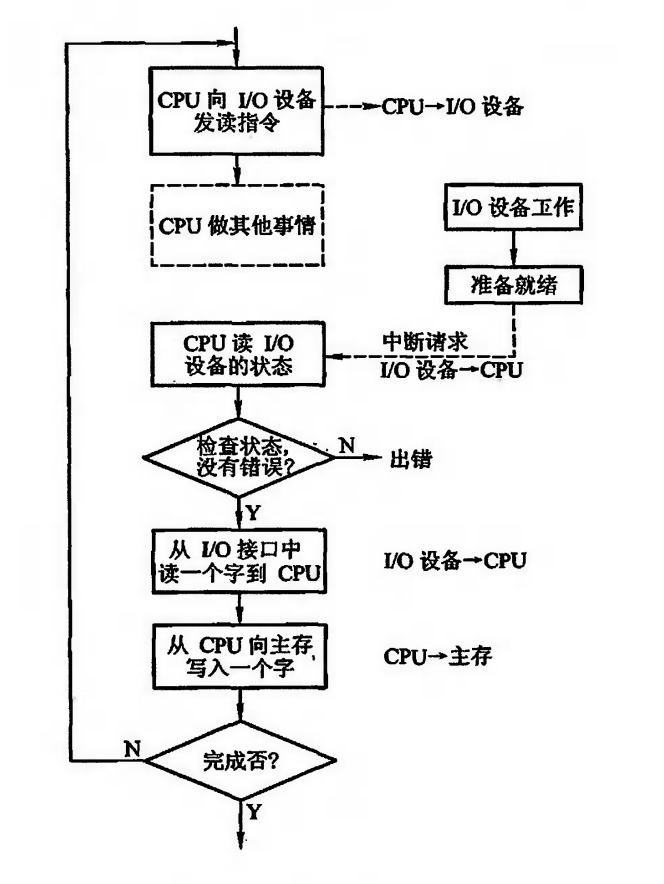 CPU 向 I/O 设备
发读指令
CPU→I/O 设备
CPU 做其他事情
I/O 设备工作
准备就绪
CPU 读 I/O
设备的状态
中断请求
I/O 设备→CPU
检查状态,
没有错误?
N
出错
Y
从 I/O 接口中
读一个字到 CPU
I/O 设备→CPU
从 CPU 向主存
写入一个字
CPU→主存
N
完成否?
Y